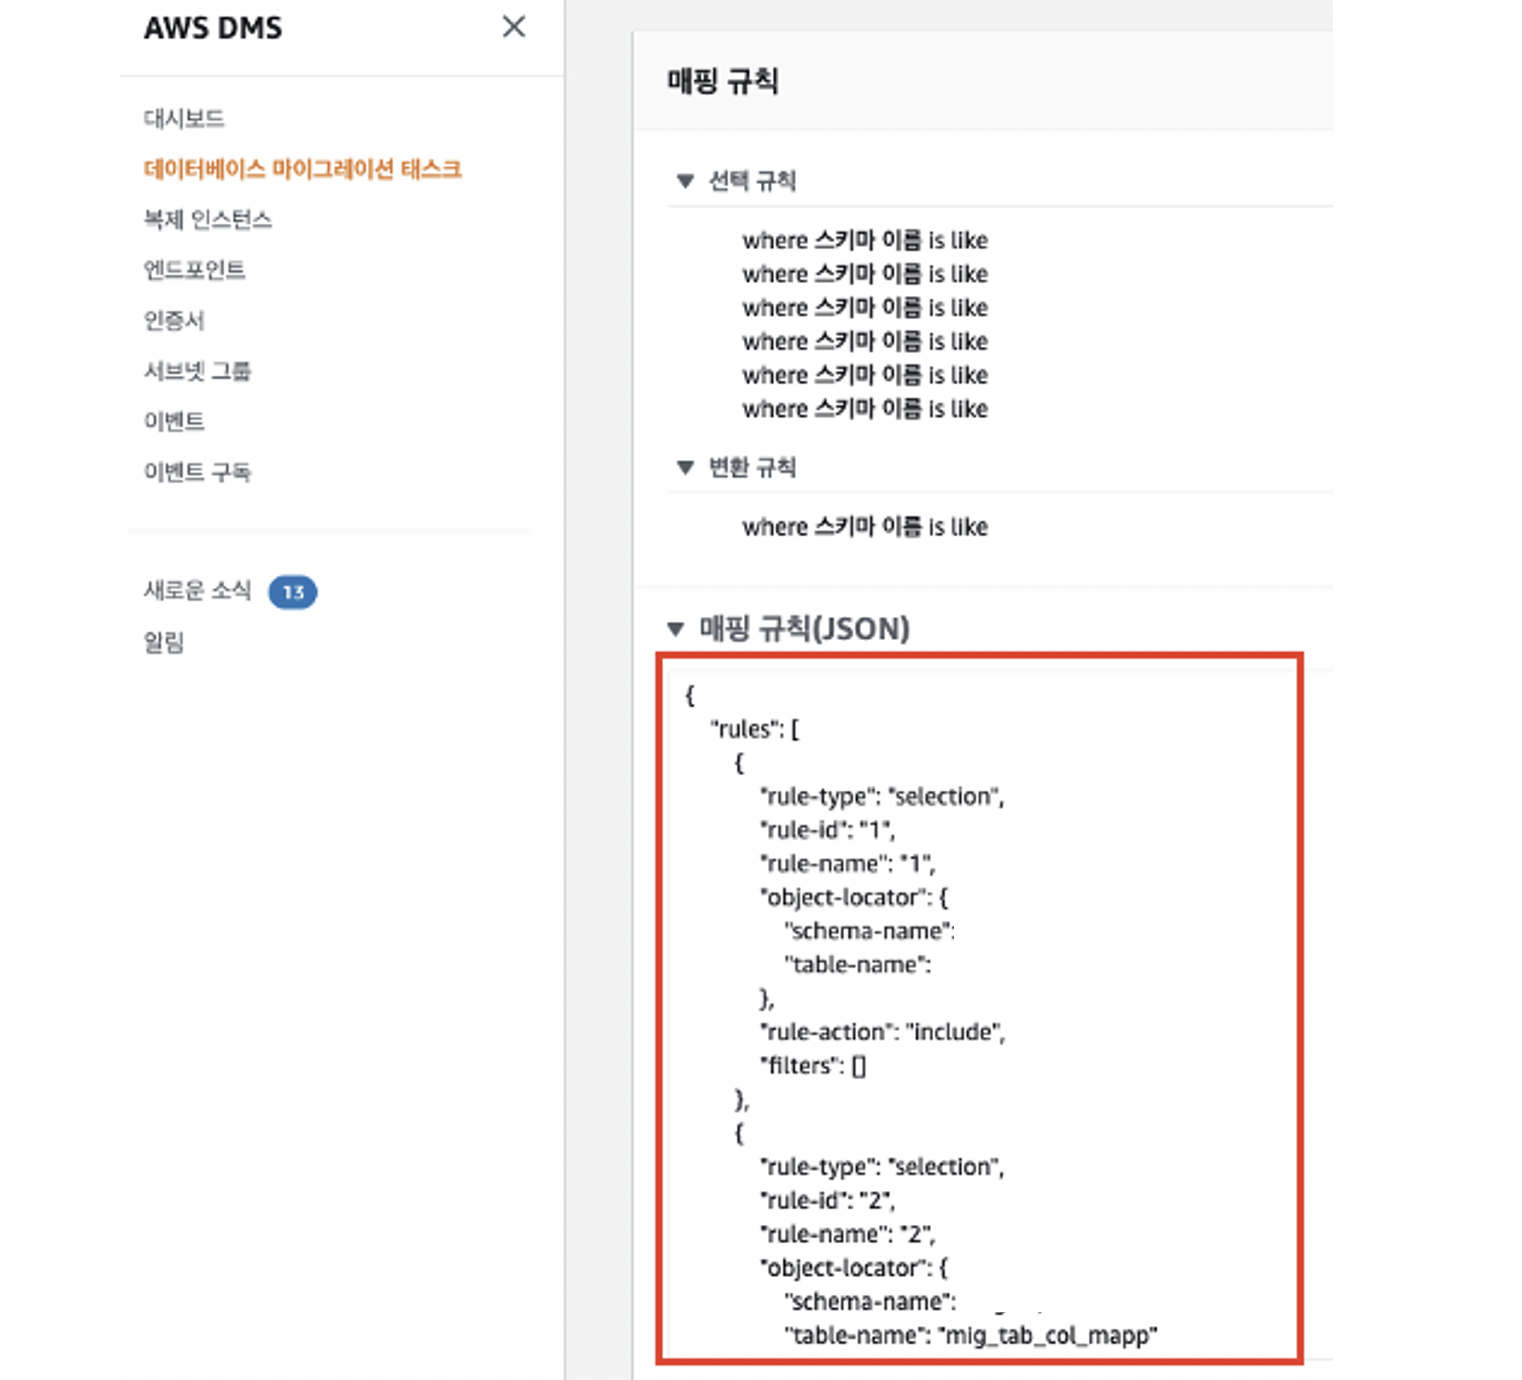 AWS DMS
대시보드
데이터베이스 마이그레이션 태스크
복제 인스턴스
엔드포인트
인증서
서브넷 그룹
이벤트
이벤트 구독
새로운 소식 13
알림
매핑 규칙
▼ 선택 규칙
where 스키마 이름 is like
where 스키마 이름 is like
where 스키마 이름 is like
where 스키마 이름 is like
where 스키마 이름 is like
where 스키마 이름 is like
▼ 변환 규칙
where 스키마 이름 is like
▼ 매핑 규칙(JSON)
{
"rules": [
{
"rule-type": "selection",
"rule-id": "1",
"rule-name": "1",
"object-locator": {
"schema-name":
"table-name":
},
"rule-action": "include",
"filters": []
},
{
"rule-type": "selection",
"rule-id": "2",
"rule-name": "2",
"object-locator": {
"schema-name":
"table-name": "mig_tab_col_mapp"